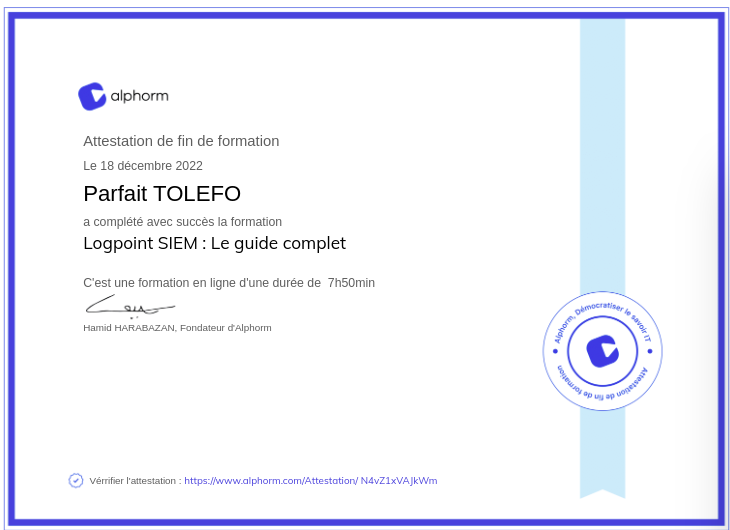 alphorm
Attestation de fin de formation
Le 18 décembre 2022
Parfait TOLEFO
a complété avec succès la formation
Logpoint SIEM : Le guide complet
C'est une formation en ligne d'une durée de 7h50min
Hamid HARABAZAN, Fondateur d'Alphorm
Alphorm, Démocratiser le savoir IT
Attestation de fin de formation
Vérrifier l'attestation : https://www.alphorm.com/Attestation/ N4vZ1xVAJkWm